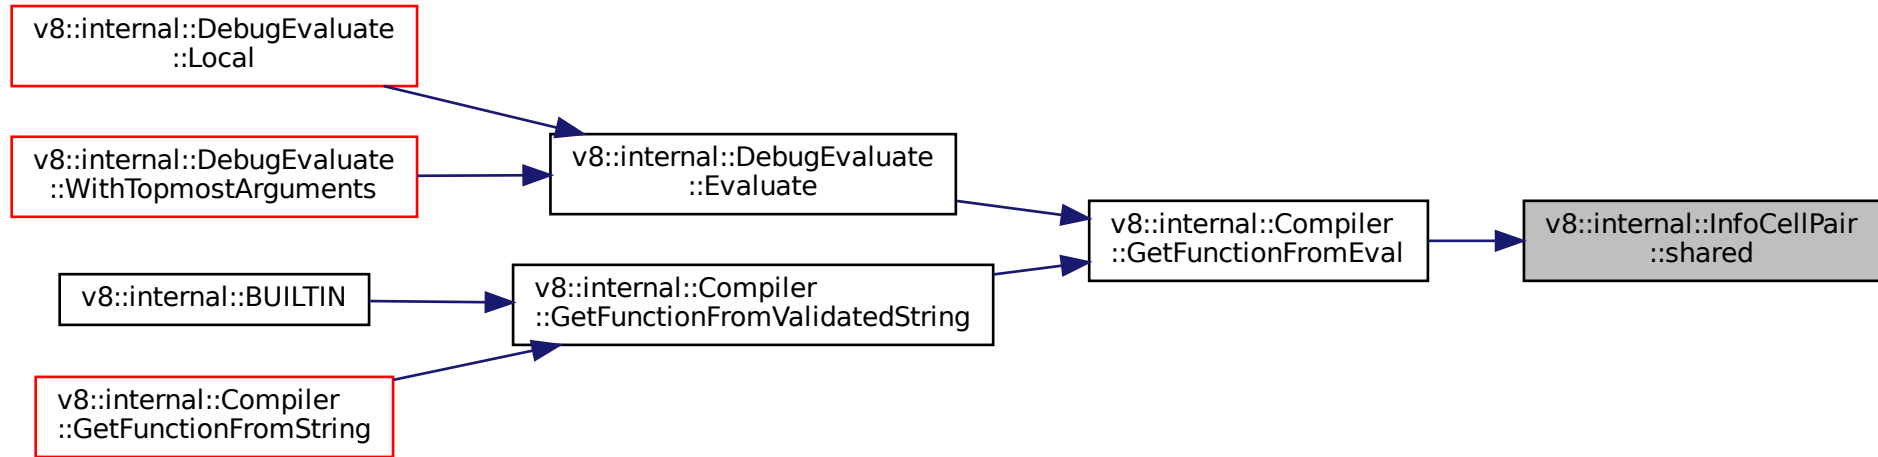 v8::internal::DebugEvaluate
::Local
v8::internal::DebugEvaluate
::WithTopmostArguments
v8::internal::BUILTIN
v8::internal::Compiler
::GetFunctionFromString
v8::internal::DebugEvaluate
::Evaluate
v8::internal::Compiler
::GetFunctionFromValidatedString
v8::internal::Compiler
::GetFunctionFromEval
v8::internal::InfoCellPair
::shared